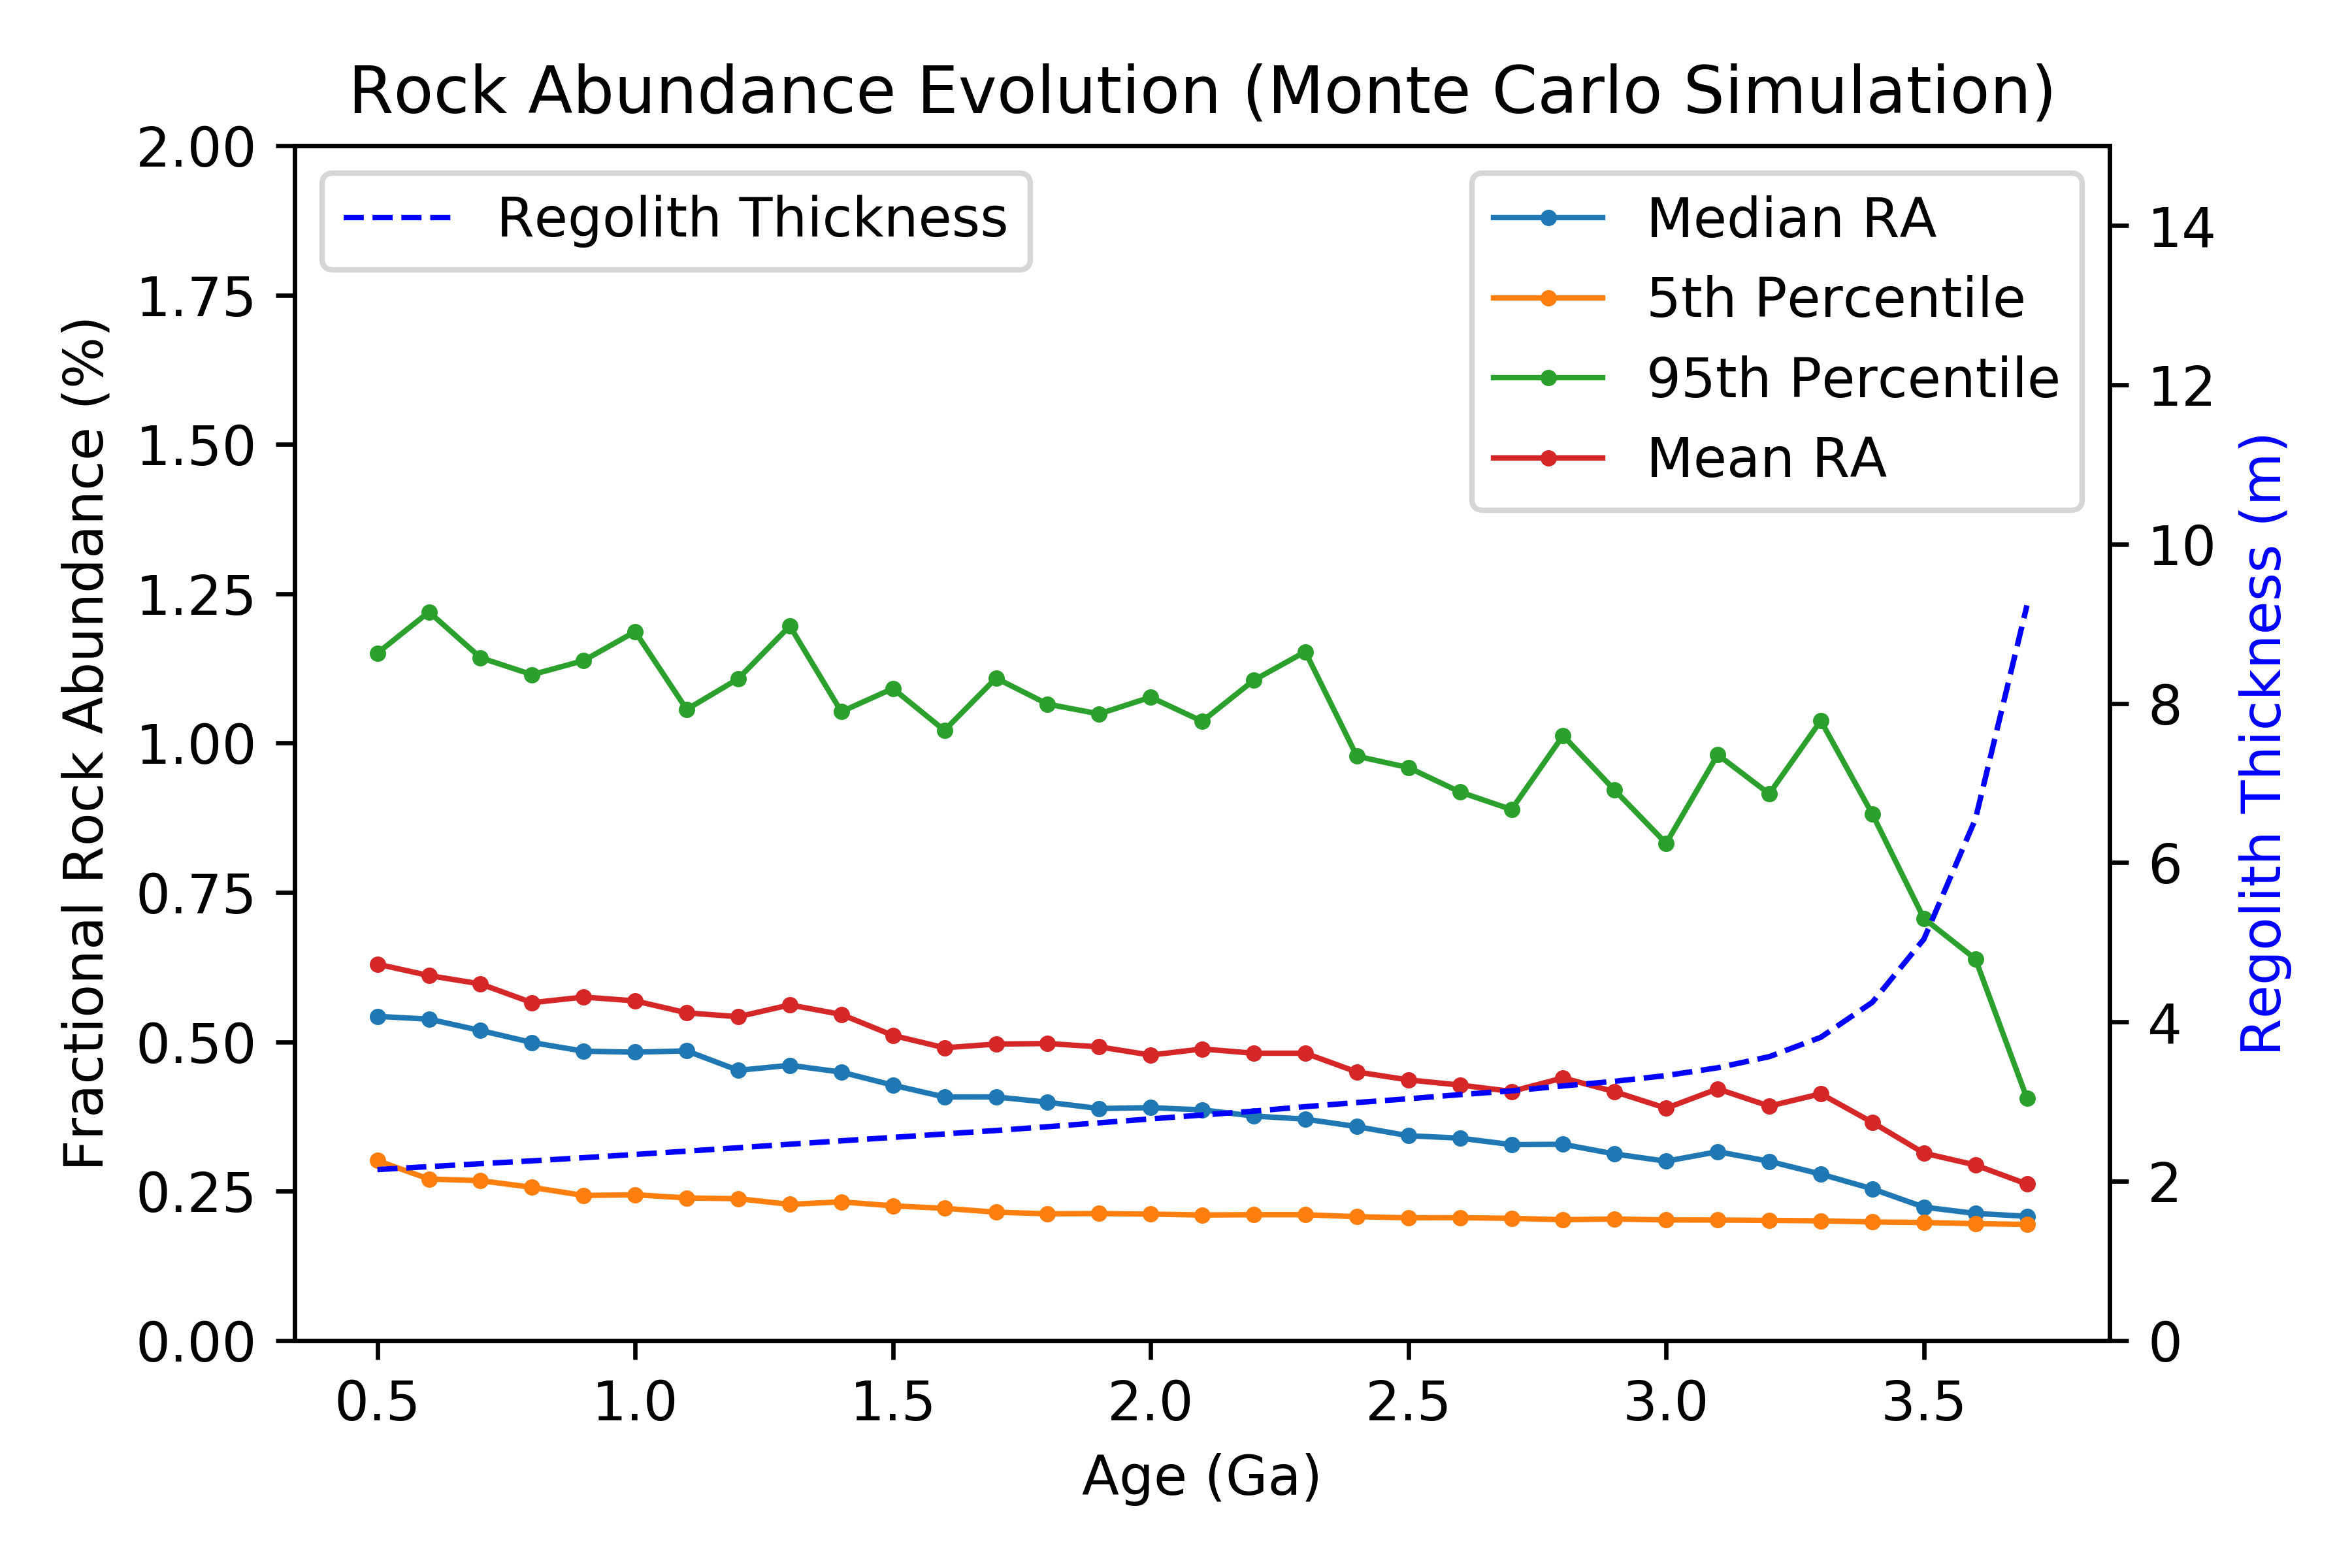 Rock Abundance Evolution (Monte Carlo Simulation)
Regolith Thickness
Median RA
5th Percentile
95th Percentile
Mean RA
Fractional Rock Abundance (%)
2.00
1.75
1.50
1.25
1.00
0.75
0.50
0.25
0.00
14
12
10
8
6
4
2
0
Regolith Thickness (m)
0.5 1.0 1.5 2.0 2.5 3.0 3.5
Age (Ga)